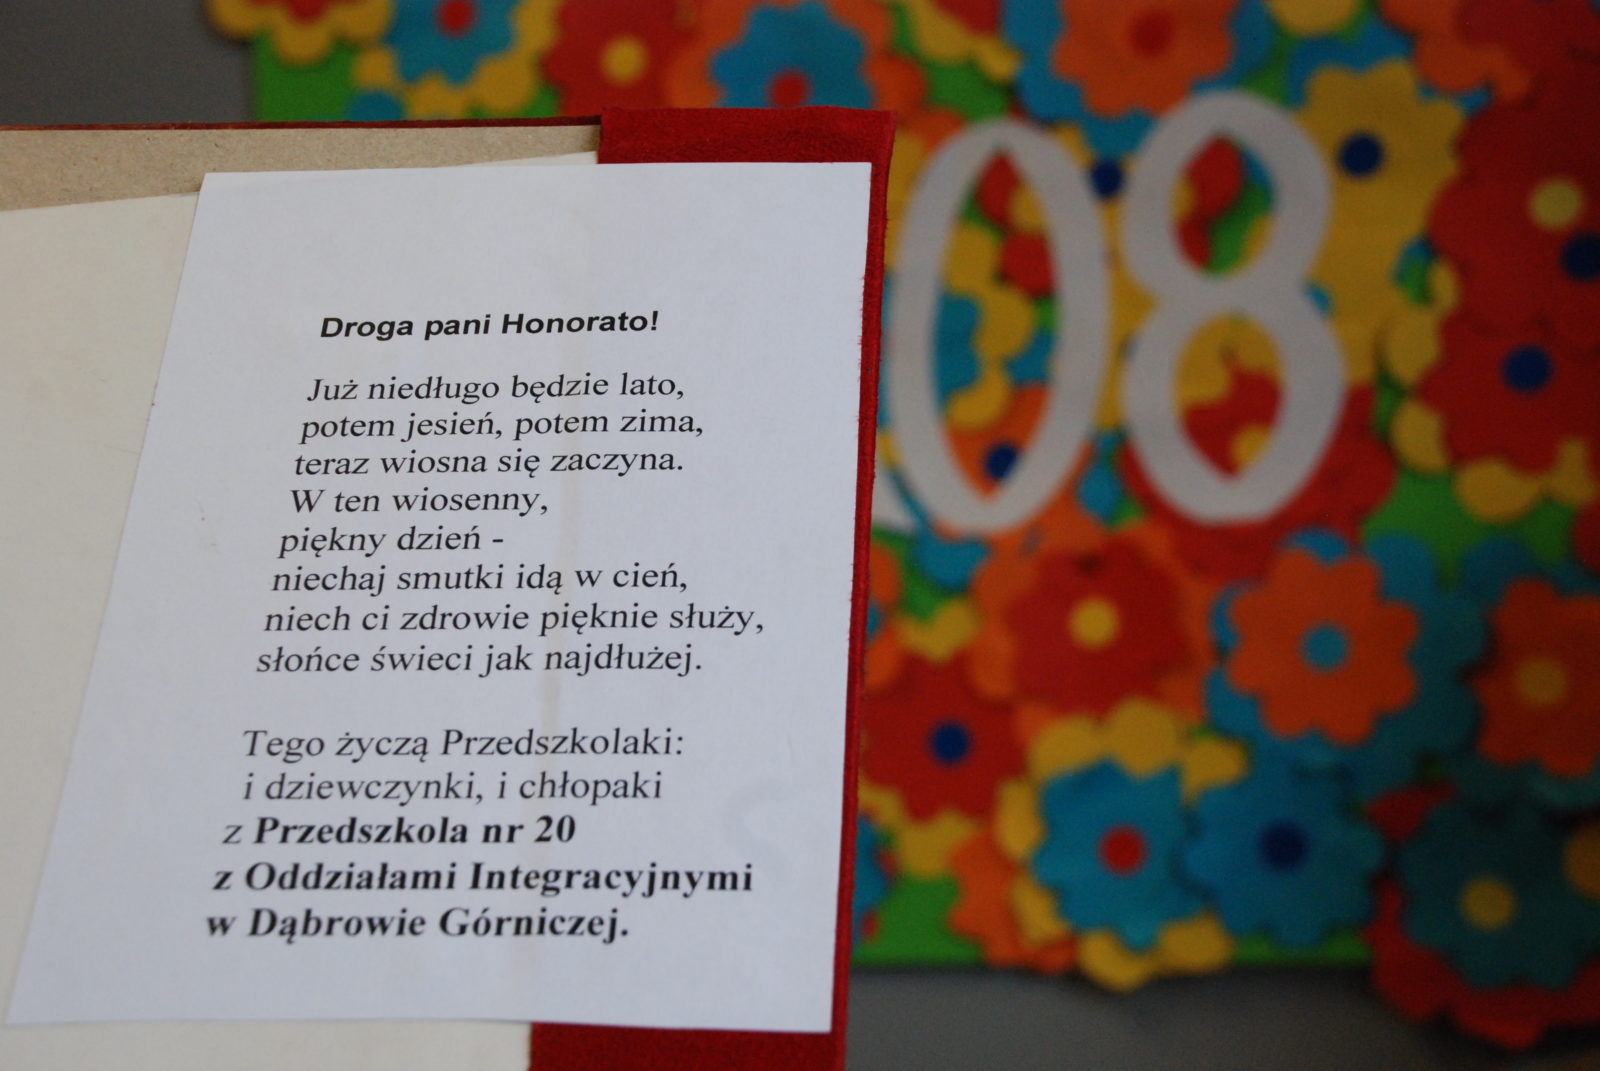 Droga pani Honorato!
Już niedługo będzie lato,
potem jesień, potem zima,
teraz wiosna się zaczyna.
W ten wiosenny,
piękny dzień -
niechaj smutki idą w cień,
niech ci zdrowie pięknie służy,
słońce świeci jak najdłużej.
Tego życzą Przedszkolaki:
i dziewczynki, i chłopaki
z Przedszkola nr 20
z Oddziałami Integracyjnymi
w Dąbrowie Górniczej.
08